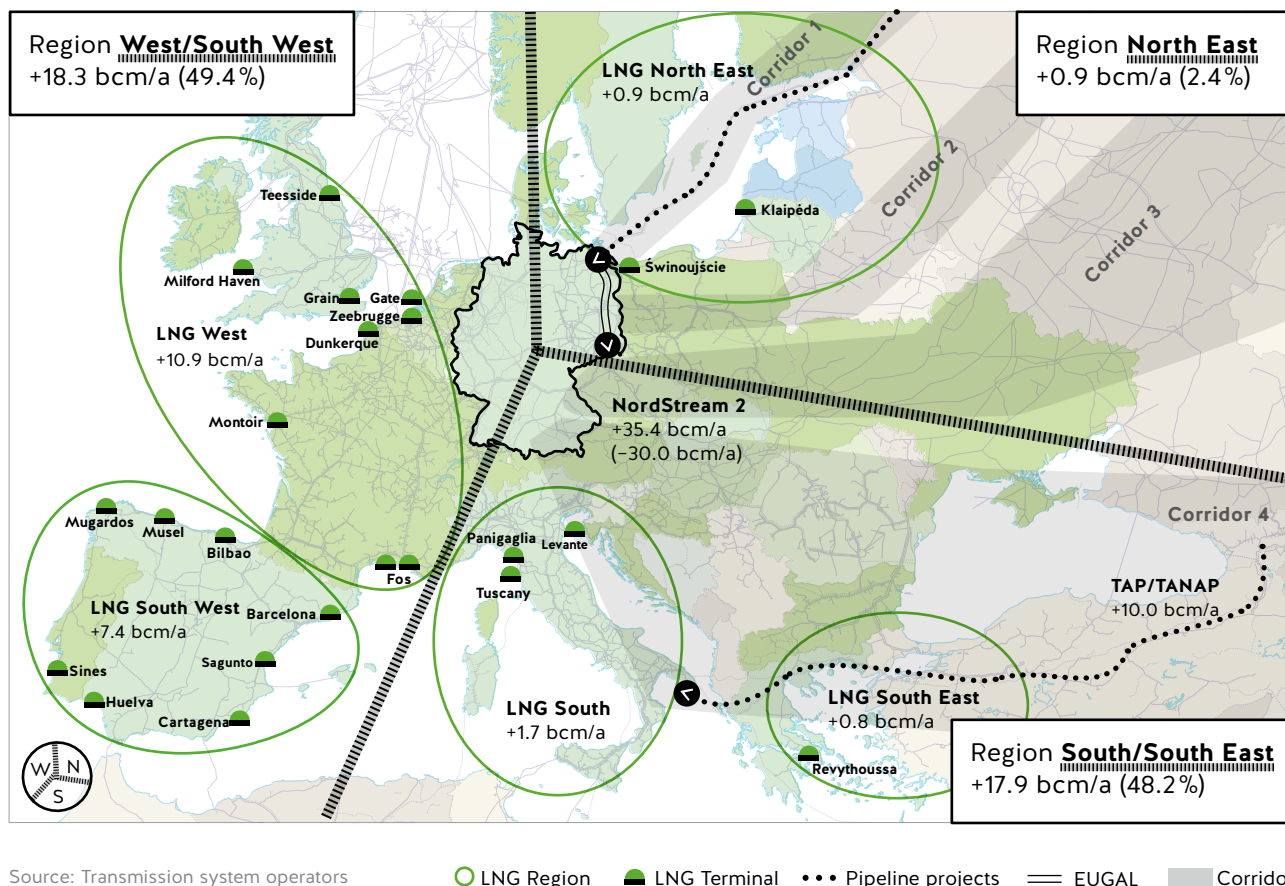 Region West/South West
+18.3 bcm/a (49.4%)
Region North East
+0.9 bcm/a (2.4%)
LNG North East
+0.9 bcm/a
Corridor 1
Corridor 2
Corridor 3
Teesside
Klaipėda
Milford Haven
Świnoujście
Grain
Gate
Zeebrugge
Dunkerque
LNG West
+10.9 bcm/a
Montoir
NordStream 2
+35.4 bcm/a
(−30.0 bcm/a)
Corridor 4
Mugardos
Musel
Bilbao
Panigaglia
Levante
Fos
Tuscany
TAP/TANAP
+10.0 bcm/a
LNG South West
+7.4 bcm/a
Barcelona
Sagunto
Sines
Huelva
Cartagena
LNG South
+1.7 bcm/a
LNG South East
+0.8 bcm/a
Revythoussa
Region South/South East
+17.9 bcm/a (48.2%)
W N
S
Source: Transmission system operators
LNG Region
LNG Terminal
Pipeline projects
EUGAL
Corrido